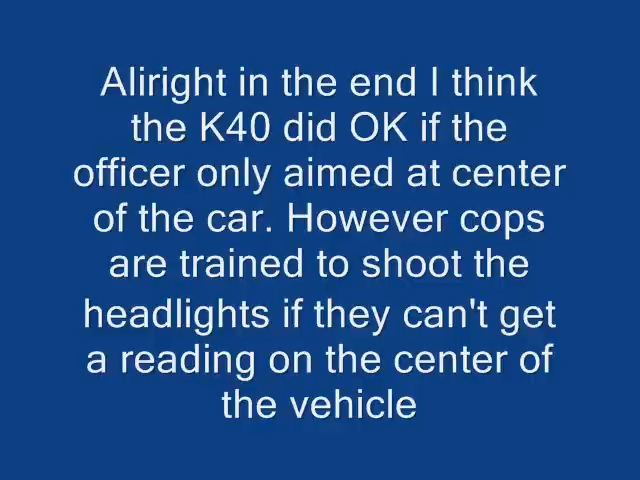 Aliright in the end I think
the K40 did OK if the
officer only aimed at center
of the car. However cops
are trained to shoot the
headlights if they can't get
a reading on the center of
the vehicle